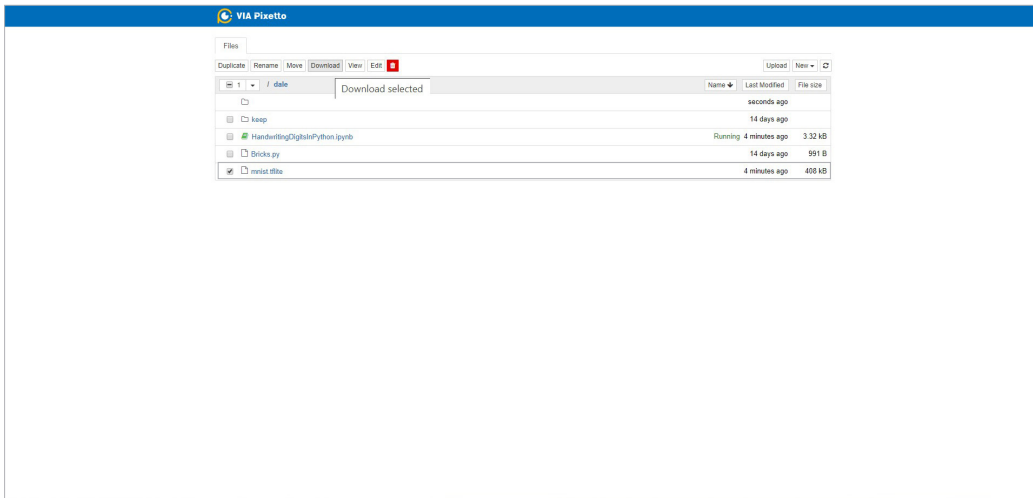 VIA Pixetto
Files
Duplicate Rename Move Download View Edit Upload New
1 / dale Download selected Name Last Modified File size
seconds ago
keep 14 days ago
HandwritingDigitsInPython.ipynb Running 4 minutes ago 3.32 kB
Bricks.py 14 days ago 991 B
mnist.tflite 4 minutes ago 408 kB